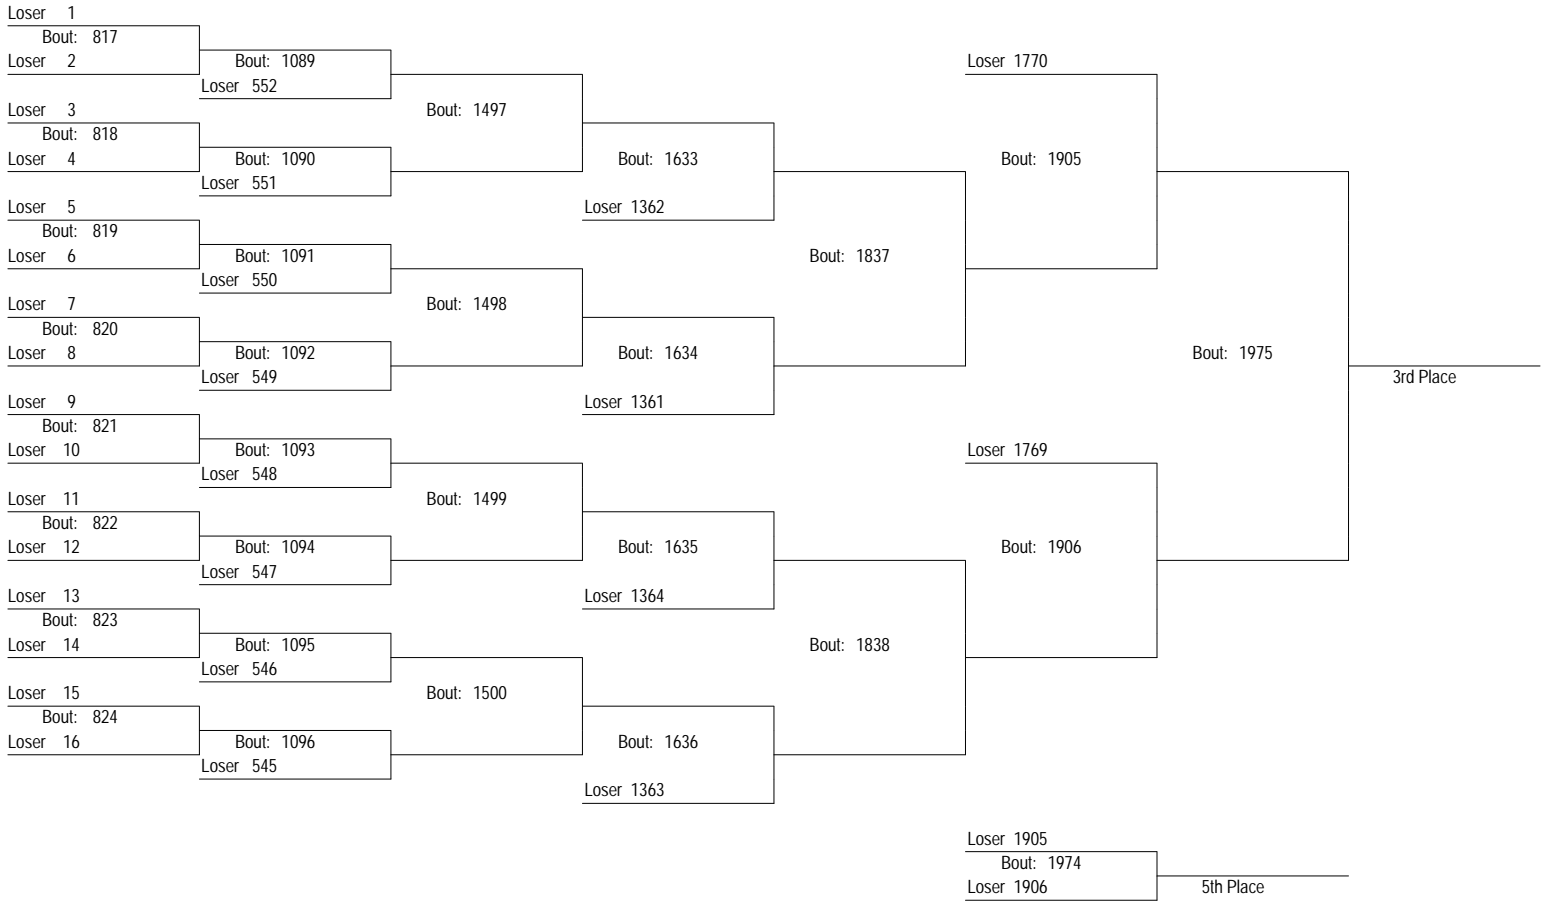 Loser 1
Bout: 817
Loser 2
Bout: 1089
Loser 1770
Loser 552
Loser 3
Bout: 1497
Bout: 818
Loser 4
Bout: 1090
Bout: 1633
Bout: 1905
Loser 551
Loser 5
Loser 1362
Bout: 819
Loser 6
Bout: 1091
Bout: 1837
Loser 550
Loser 7
Bout: 1498
Bout: 820
Loser 8
Bout: 1092
Bout: 1634
Bout: 1975
Loser 549
3rd Place
Loser 9
Loser 1361
Bout: 821
Loser 10
Bout: 1093
Loser 1769
Loser 548
Loser 11
Bout: 1499
Bout: 822
Loser 12
Bout: 1094
Bout: 1635
Bout: 1906
Loser 547
Loser 13
Loser 1364
Bout: 823
Loser 14
Bout: 1095
Bout: 1838
Loser 546
Loser 15
Bout: 1500
Bout: 824
Loser 16
Bout: 1096
Bout: 1636
Loser 545
Loser 1363
Loser 1905
Bout: 1974
Loser 1906
5th Place